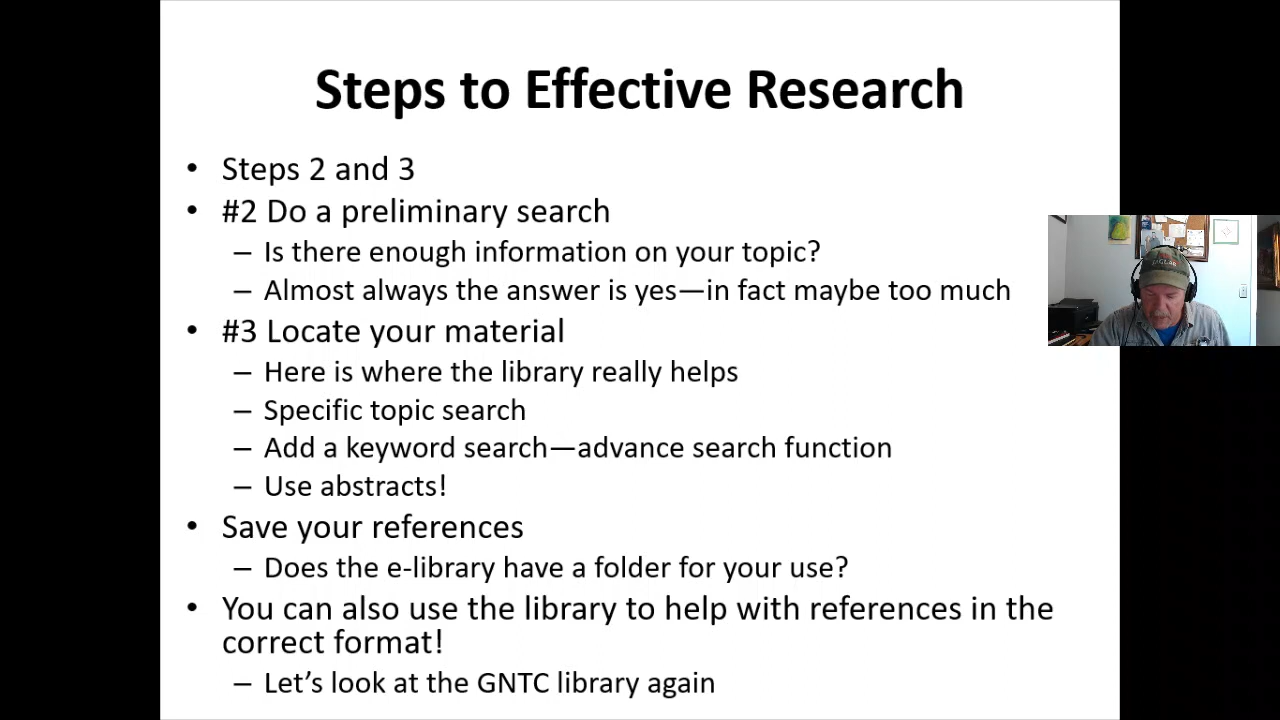 Steps to Effective Research
• Steps 2 and 3
• #2 Do a preliminary search
– Is there enough information on your topic?
– Almost always the answer is yes—in fact maybe too much
• #3 Locate your material
– Here is where the library really helps
– Specific topic search
– Add a keyword search—advance search function
– Use abstracts!
• Save your references
– Does the e-library have a folder for your use?
• You can also use the library to help with references in the
correct format!
– Let’s look at the GNTC library again